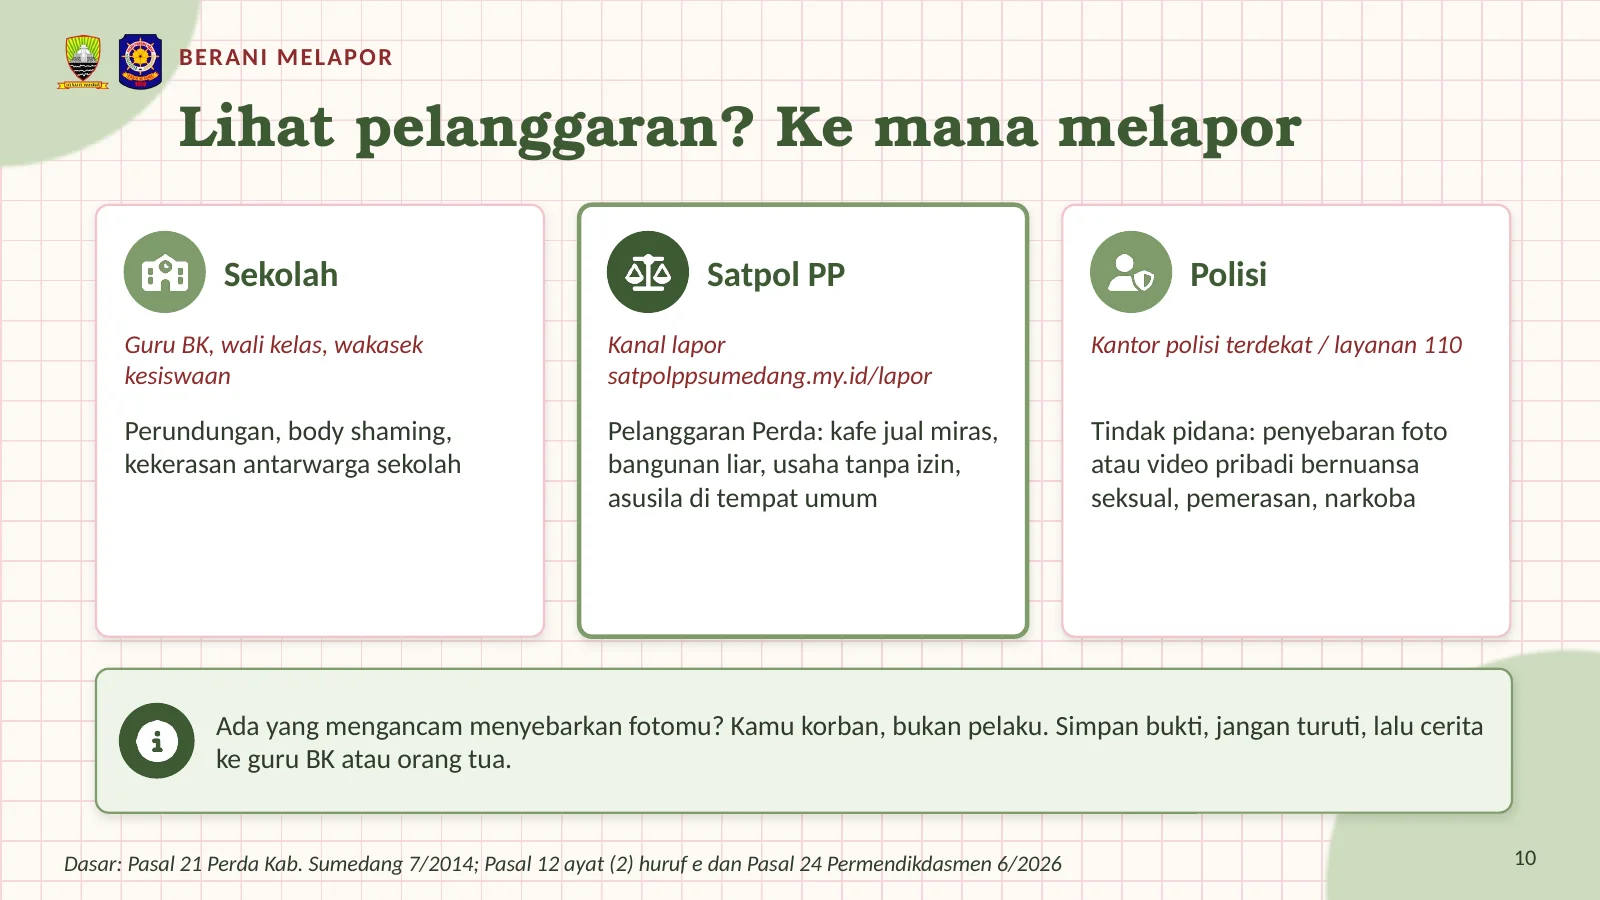 BERANI MELAPOR
Lihat pelanggaran? Ke mana melapor
Sekolah
Guru BK, wali kelas, wakasek
kesiswaan
Perundungan, body shaming,
kekerasan antarwarga sekolah
Satpol PP
Kanal lapor
satpolppsumedang.my.id/lapor
Pelanggaran Perda: kafe jual miras,
bangunan liar, usaha tanpa izin,
asusila di tempat umum
Polisi
Kantor polisi terdekat / layanan 110
Tindak pidana: penyebaran foto
atau video pribadi bernuansa
seksual, pemerasan, narkoba
Ada yang mengancam menyebarkan fotomu? Kamu korban, bukan pelaku. Simpan bukti, jangan turuti, lalu cerita
ke guru BK atau orang tua.
Dasar: Pasal 21 Perda Kab. Sumedang 7/2014; Pasal 12 ayat (2) huruf e dan Pasal 24 Permendikdasmen 6/2026
10